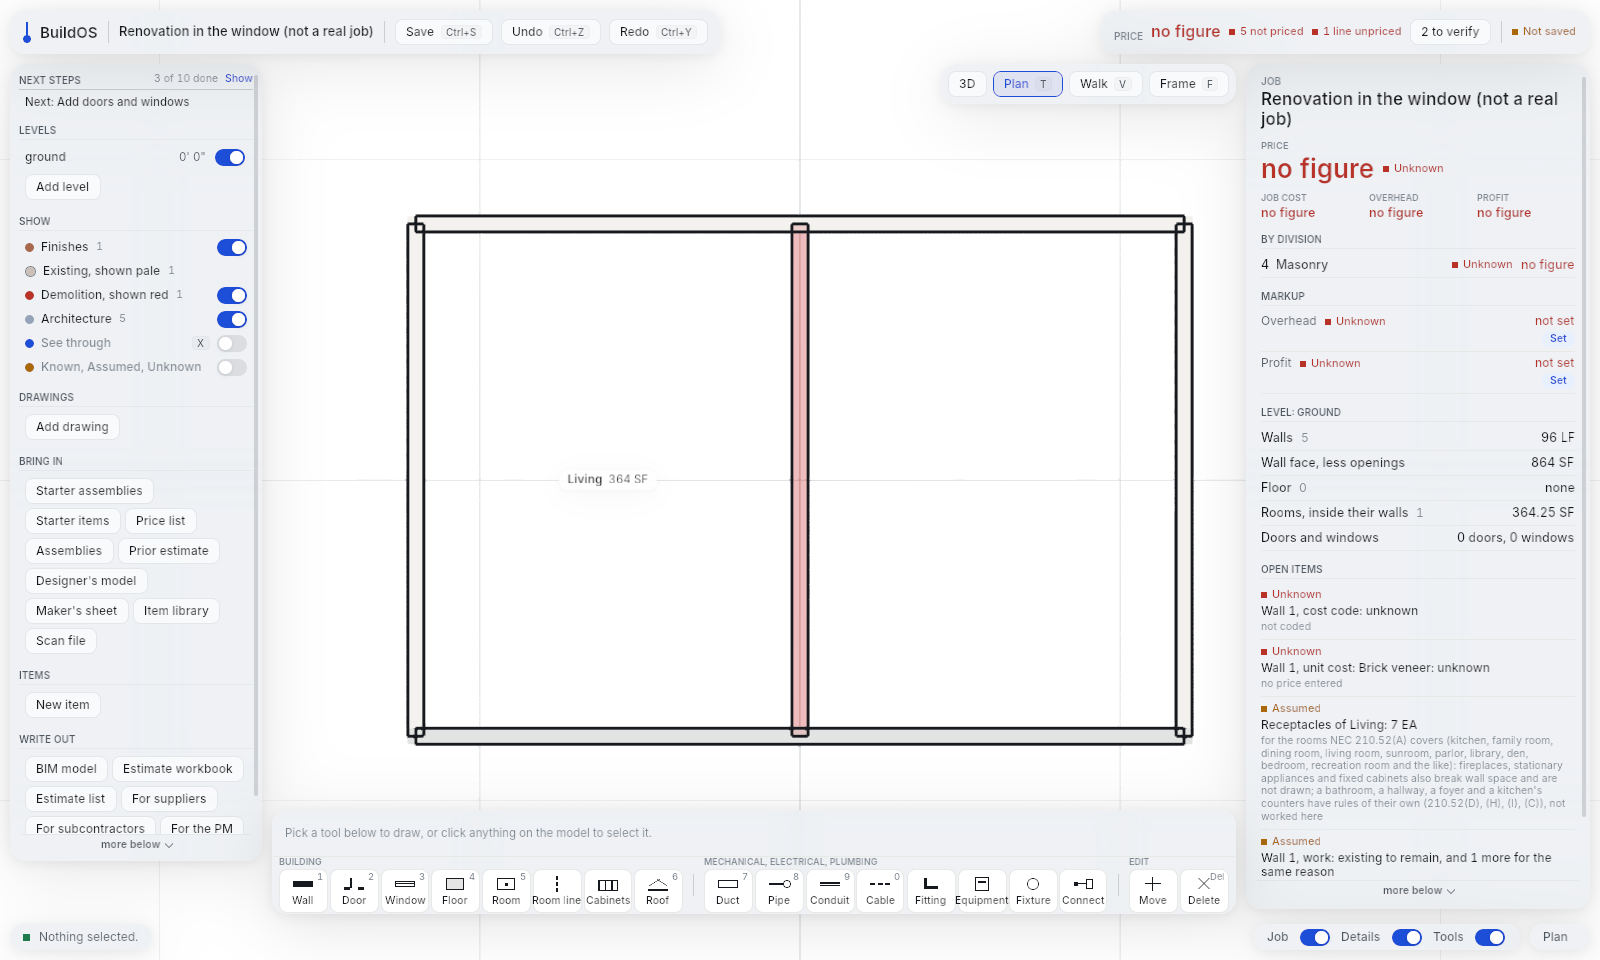 BuildOS
Renovation in the window (not a real job)
Save Ctrl+S
Undo Ctrl+Z
Redo Ctrl+Y
PRICE no figure 5 not priced 1 line unpriced 2 to verify Not saved
3D
Plan T
Walk V
Frame F
NEXT STEPS 3 of 10 done Show
Next: Add doors and windows
LEVELS
ground 0' 0"
Add level
SHOW
Finishes 1
Existing, shown pale 1
Demolition, shown red 1
Architecture 5
See through X
Known, Assumed, Unknown
DRAWINGS
Add drawing
BRING IN
Starter assemblies
Starter items Price list
Assemblies Prior estimate
Designer's model
Maker's sheet Item library
Scan file
ITEMS
New item
WRITE OUT
BIM model Estimate workbook
Estimate list For suppliers
For subcontractors For the PM
more below
Nothing selected.
Living 364 SF
Pick a tool below to draw, or click anything on the model to select it.
BUILDING
Wall 1
Door 2
Window 3
Floor 4
Room 5
Room line
Cabinets
Roof 6
MECHANICAL, ELECTRICAL, PLUMBING
Duct 7
Pipe 8
Conduit 9
Cable 0
Fitting
Equipment
Fixture
Connect
EDIT
Move
Delete Del
JOB
Renovation in the window (not a real
job)
PRICE
no figure Unknown
JOB COST OVERHEAD PROFIT
no figure no figure no figure
BY DIVISION
4 Masonry Unknown no figure
MARKUP
Overhead Unknown not set
Set
Profit Unknown not set
Set
LEVEL: GROUND
Walls 5 96 LF
Wall face, less openings 864 SF
Floor 0 none
Rooms, inside their walls 1 364.25 SF
Doors and windows 0 doors, 0 windows
OPEN ITEMS
Unknown
Wall 1, cost code: unknown
not coded
Unknown
Wall 1, unit cost: Brick veneer: unknown
no price entered
Assumed
Receptacles of Living: 7 EA
for the rooms NEC 210.52(A) covers (kitchen, family room,
dining room, living room, sunroom, parlor, library, den,
bedroom, recreation room and the like): fireplaces, stationary
appliances and fixed cabinets also break wall space and are
not drawn; a bathroom, a hallway, a foyer and a kitchen's
counters have rules of their own (210.52(D), (H), (I), (C)), not
worked here
Assumed
Wall 1, work: existing to remain, and 1 more for the
same reason
more below
Job Details Tools Plan